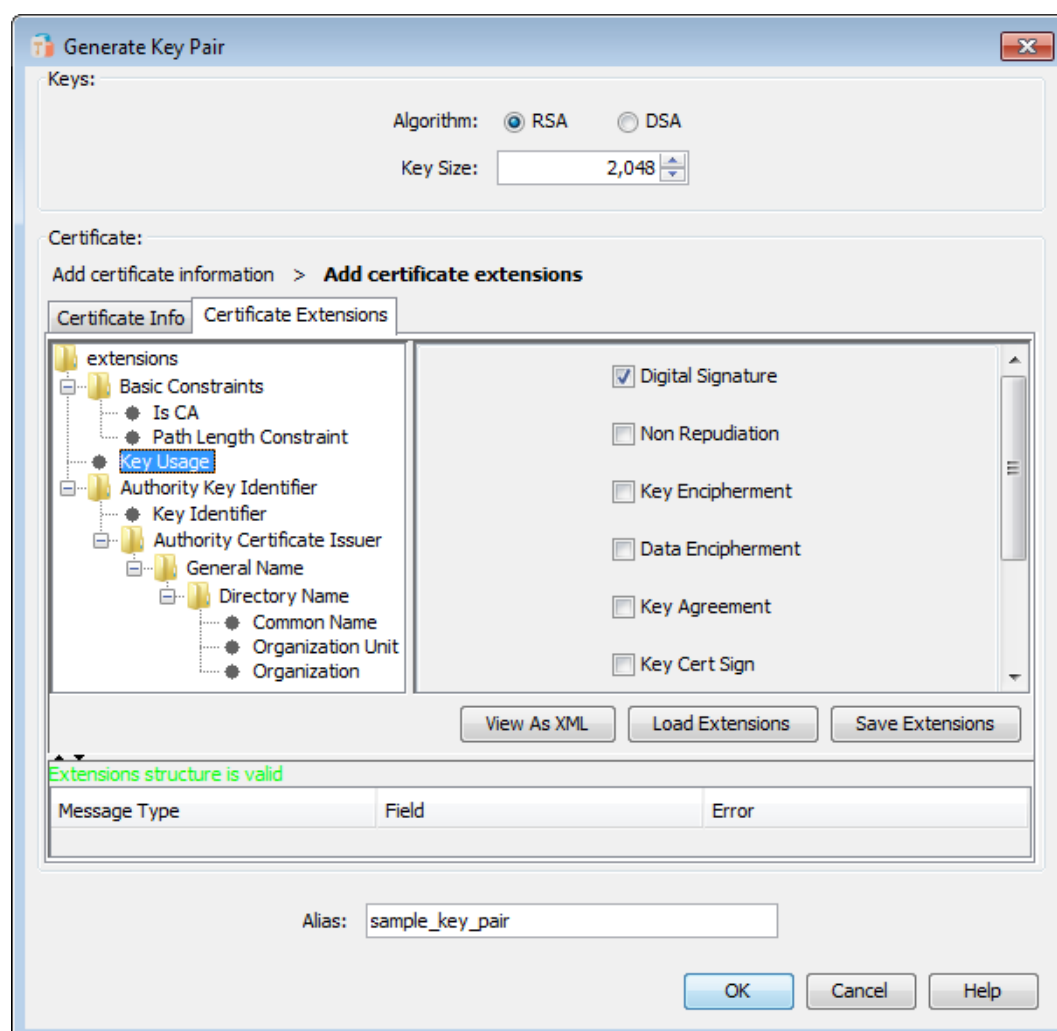 Generate Key Pair
Keys:
Algorithm: RSA DSA
Key Size: 2,048
Certificate:
Add certificate information > Add certificate extensions
Certificate Info Certificate Extensions
extensions
Basic Constraints
Is CA
Path Length Constraint
Key Usage
Authority Key Identifier
Key Identifier
Authority Certificate Issuer
General Name
Directory Name
Common Name
Organization Unit
Organization
Digital Signature
Non Repudiation
Key Encipherment
Data Encipherment
Key Agreement
Key Cert Sign
View As XML Load Extensions Save Extensions
Extensions structure is valid
Message Type Field Error
Alias: sample_key_pair
OK Cancel Help